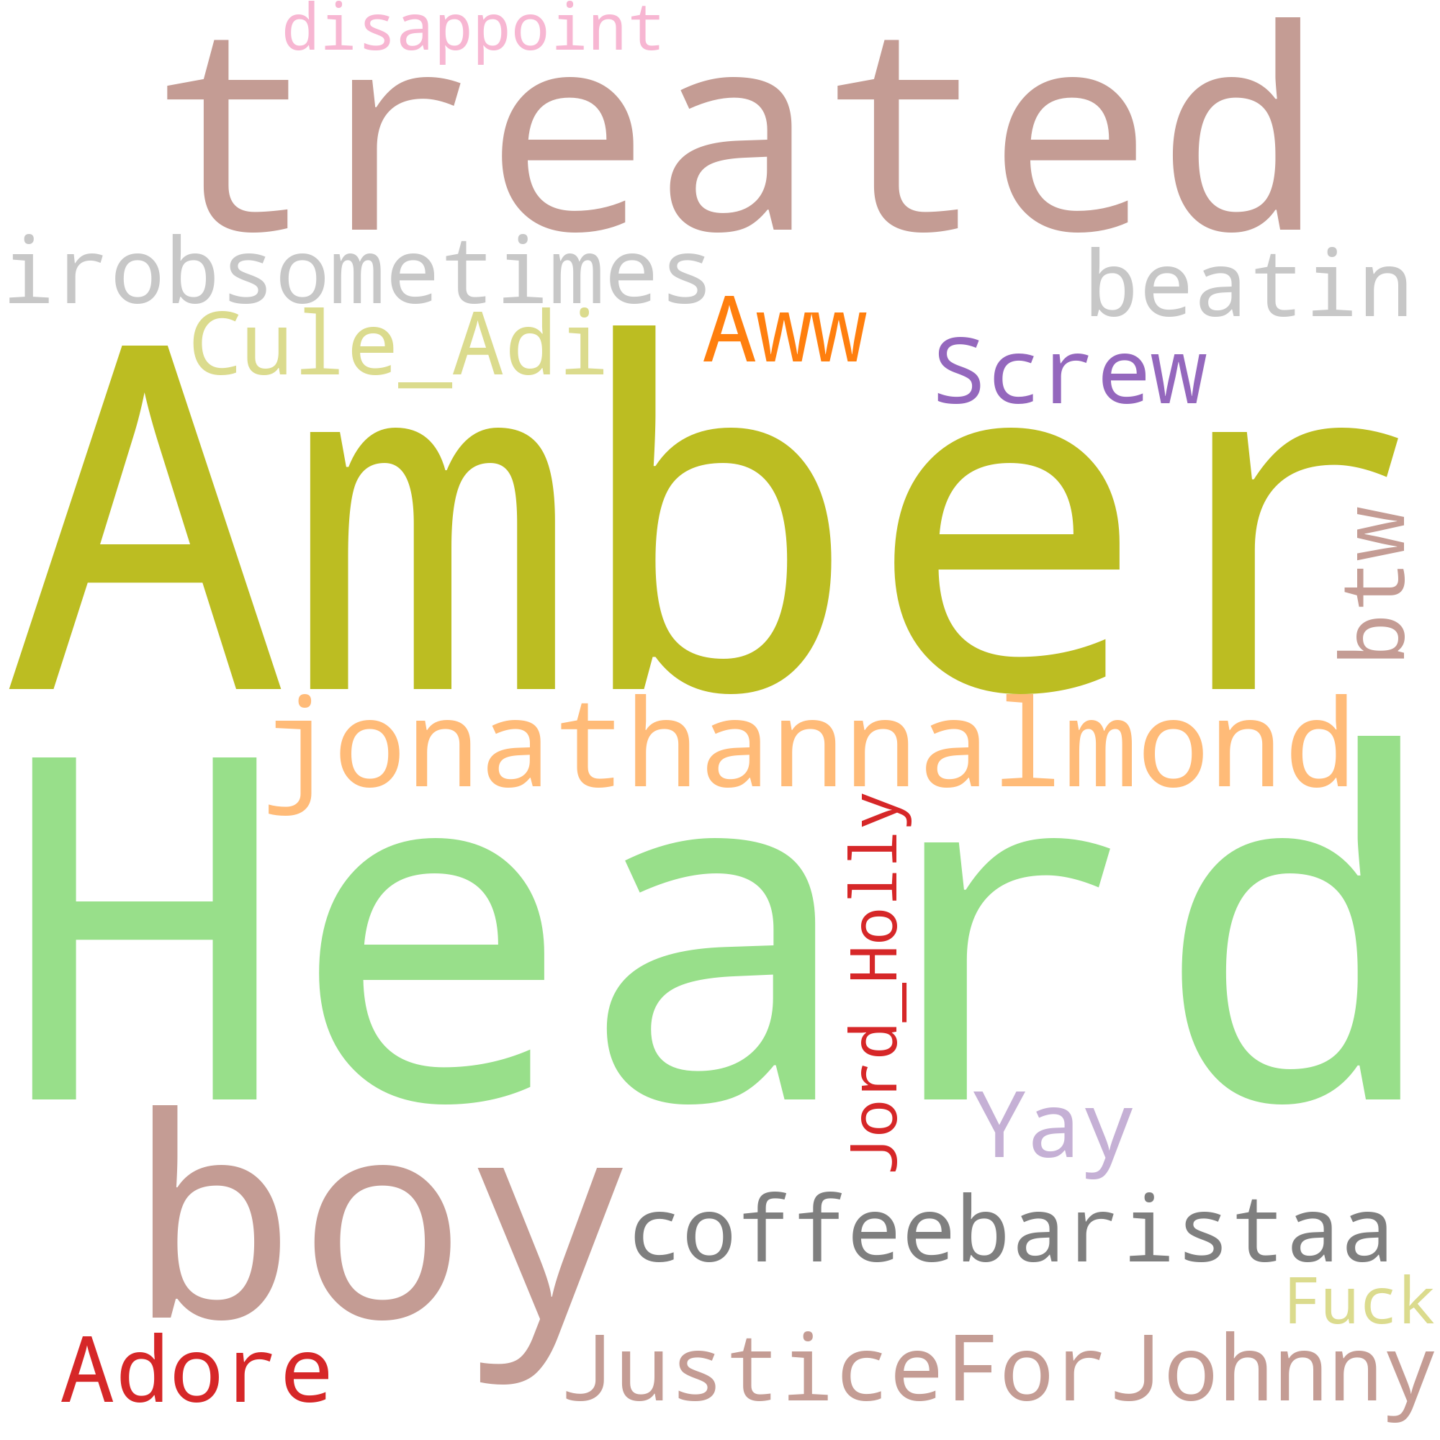 disappoint
treated
irobsometimes
beatin
Cule_Adi
Aww
Screw
Amber
btw
jonathannalmond
Heard
Jord_Holly
Yay
boy
coffeebaristaa
Fuck
Adore
JusticeForJohnny